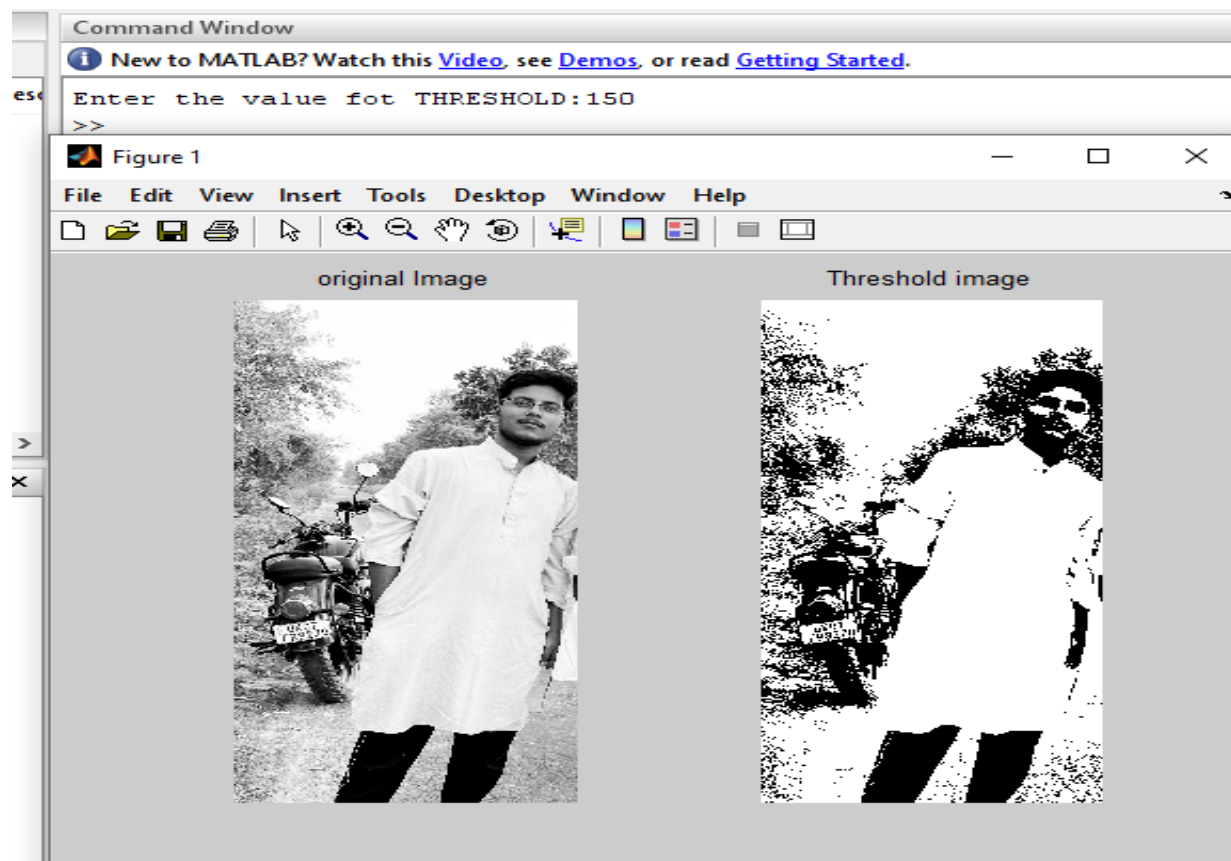 Command Window
New to MATLAB? Watch this Video, see Demos, or read Getting Started.
Enter the value fot THRESHOLD:150
>>
Figure 1
File Edit View Insert Tools Desktop Window Help
original Image Threshold image